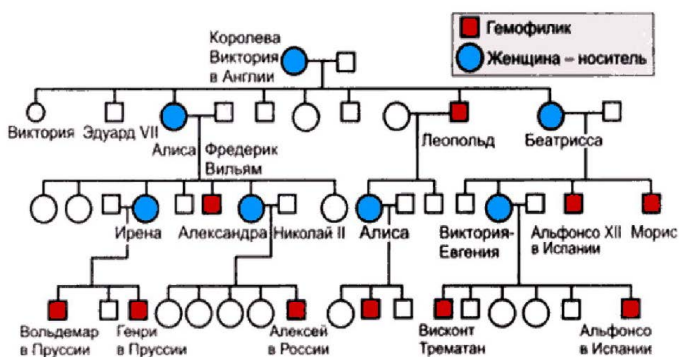 Королева
Виктория
в Англии
Гемофилик
Женщина – носитель
Виктория
Эдуард VII
Алиса
Фредерик
Вильям
Леопольд
Беатрисса
Ирена
Александра
Николай II
Алиса
Виктория-
Евгения
Альфонсо XII
в Испании
Морис
Вольдемар
в Пруссии
Генри
в Пруссии
Алексей
в России
Висконт
Трематан
Альфонсо
в Испании